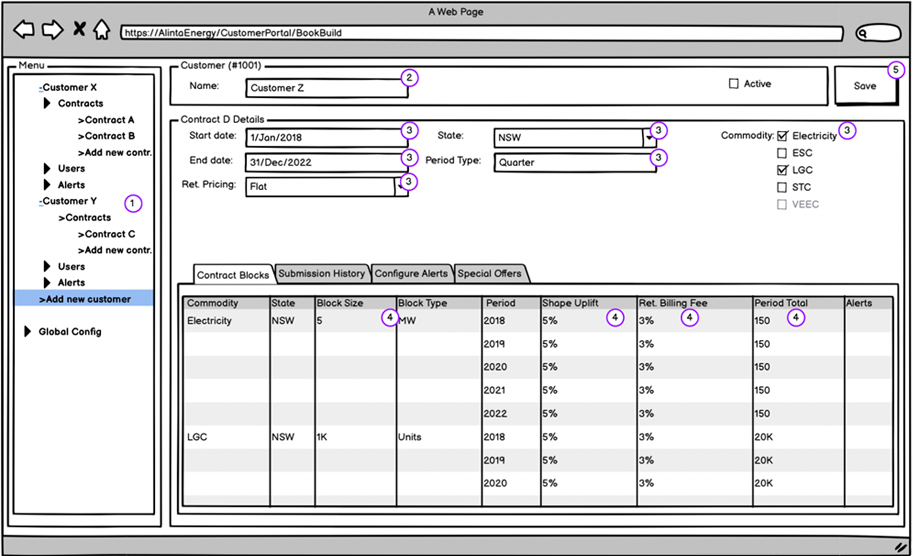 A Web Page
https://AlintaEnergy/CustomerPortal/BookBuild
Menu
-Customer X
Contracts
>Contract A
>Contract B
>Add new contr.
Users
Alerts
-Customer Y
1
>Contracts
>Contract C
>Add new contr.
Users
Alerts
>Add new customer
Global Config
Customer (#1001)
Name:
Customer Z
2
Active
Save
5
Contract D Details
Start date:
1/Jan/2018
3
State:
NSW
3
Commodity:
Electricity
3
End date:
31/Dec/2022
3
Period Type:
Quarter
3
ESC
Ret. Pricing:
Flat
3
LGC
STC
VEEC
Contract Blocks
Submission History
Configure Alerts
Special Offers
Commodity State Block Size Block Type Period Shape Uplift Ret. Billing Fee Period Total Alerts
Electricity NSW 5 4 MW 2018 5% 4 3% 4 150 4
2019 5% 3% 150
2020 5% 3% 150
2021 5% 3% 150
2022 5% 3% 150
LGC NSW 1K Units 2018 5% 3% 20K
2019 5% 3% 20K
2020 5% 3% 20K